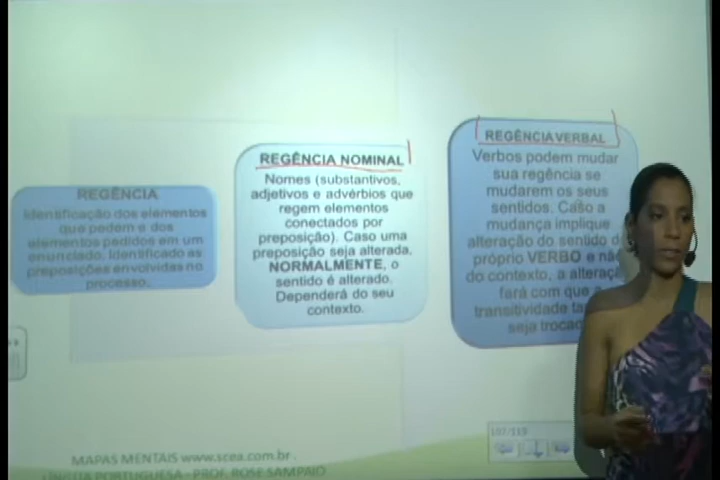 REGÊNCIA
Identificação dos elementos
que pedem e dos
elementos pedidos em um
enunciado. Identificado as
preposições envolvidas no
processo.
REGÊNCIA NOMINAL
Nomes (substantivos,
adjetivos e advérbios que
regem elementos
conectados por
preposição). Caso uma
preposição seja alterada,
NORMALMENTE, o
sentido é alterado.
Dependerá do seu
contexto.
REGÊNCIA VERBAL
Verbos podem mudar
sua regência se
mudarem os seus
sentidos. Caso a
mudança implique
alteração do sentido do
próprio VERBO e não
do contexto, a alteração
fará com que a
transitividade
seja
107/113
MAPAS MENTAIS www.scea.com.br .
LÍNGUA PORTUGUESA - PROF. ROSE SAMPAIO